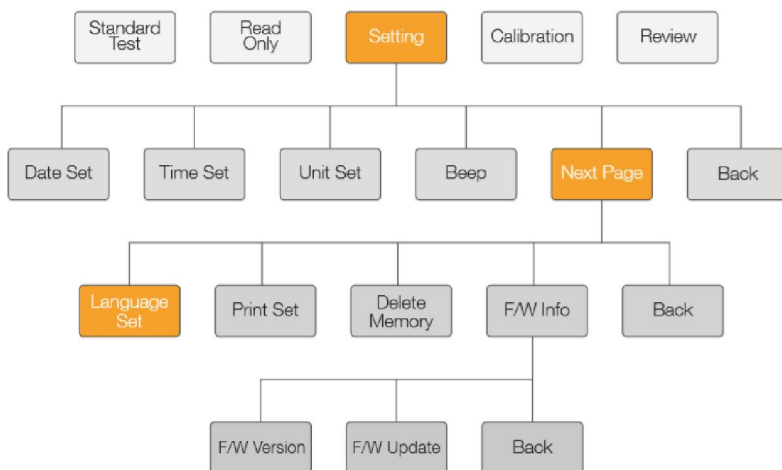 Standard
Test
Read
Only
Setting
Calibration
Review
Date Set
Time Set
Unit Set
Beep
Next Page
Back
Language
Set
Print Set
Delete
Memory
F/W Info
Back
F/W Version
F/W Update
Back